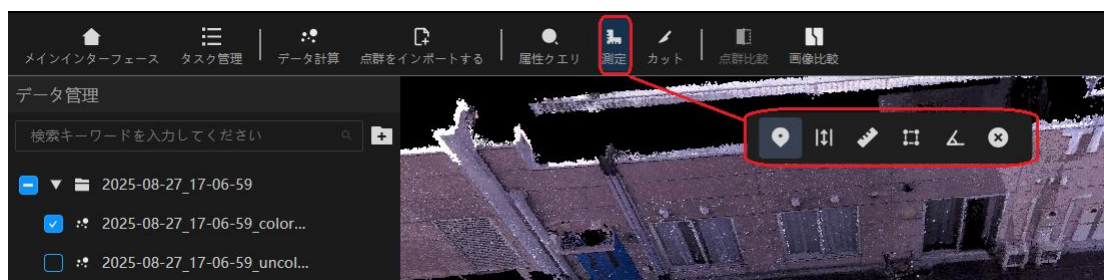 メインインターフェース タスク管理 データ計算 点群をインポートする 属性クエリ 測定 カット 点群比較 画像比較
データ管理
検索キーワードを入力してください
2025-08-27_17-06-59
2025-08-27_17-06-59_color...
2025-08-27_17-06-59_uncol...